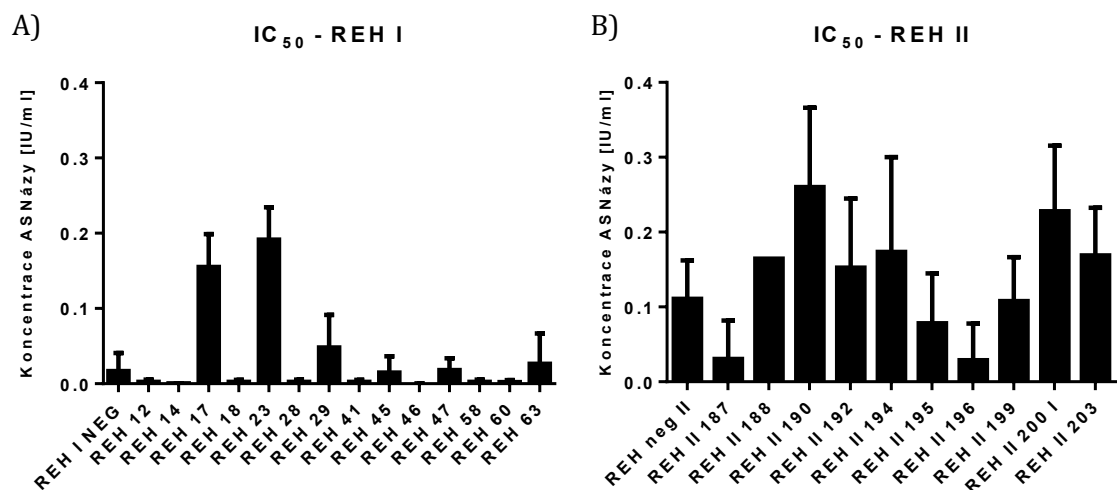 A)
IC50 - REH I
Koncentrace ASNázy [IU/ml]
0.4
0.3
0.2
0.1
0.0
REH I NEG
REH 12
REH 14
REH 17
REH 18
REH 23
REH 28
REH 29
REH 41
REH 45
REH 46
REH 47
REH 58
REH 60
REH 63
B)
IC50 - REH II
Koncentrace ASNázy [IU/ml]
0.4
0.3
0.2
0.1
0.0
REH neg II
REH II 187
REH II 188
REH II 190
REH II 192
REH II 194
REH II 195
REH II 196
REH II 199
REH II 200 I
REH II 203